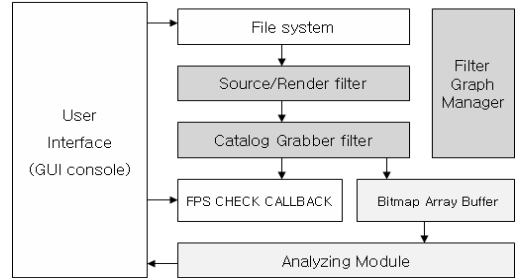 User
Interface
(GUI console)
File system
Source/Render filter
Catalog Grabber filter
FPS CHECK CALLBACK
Bitmap Array Buffer
Analyzing Module
Filter
Graph
Manager